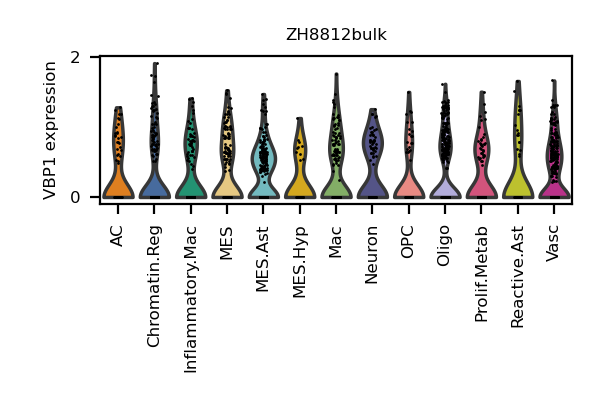 ZH8812bulk
VBP1 expression
2
0
AC
Chromatin.Reg
Inflammatory.Mac
MES
MES.Ast
MES.Hyp
Mac
Neuron
OPC
Oligo
Prolif.Metab
Reactive.Ast
Vasc